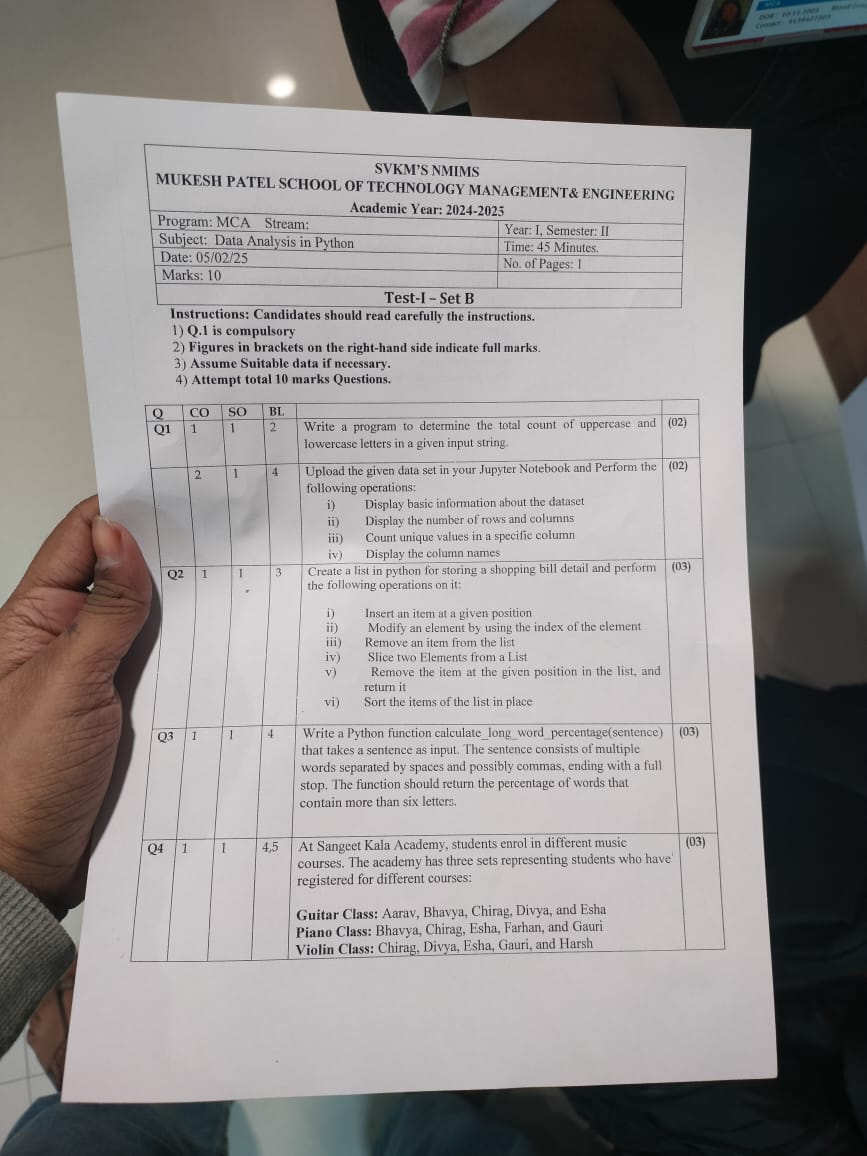 SVKM'S NMIMS
MUKESH PATEL SCHOOL OF TECHNOLOGY MANAGEMENT& ENGINEERING
Academic Year: 2024-2025
Program: MCA Stream:
Year: I, Semester: II
Subject: Data Analysis in Python
Time: 45 Minutes.
Date: 05/02/25
No. of Pages: 1
Marks: 10
Test-I – Set B
Instructions: Candidates should read carefully the instructions.
1) Q.1 is compulsory
2) Figures in brackets on the right-hand side indicate full marks.
3) Assume Suitable data if necessary.
4) Attempt total 10 marks Questions.
Q CO SO BL
Q1 1 1 2 Write a program to determine the total count of uppercase and (02)
lowercase letters in a given input string.
2 1 4 Upload the given data set in your Jupyter Notebook and Perform the (02)
following operations:
i) Display basic information about the dataset
ii) Display the number of rows and columns
iii) Count unique values in a specific column
iv) Display the column names
Q2 1 1 3 Create a list in python for storing a shopping bill detail and perform (03)
the following operations on it:
i) Insert an item at a given position
ii) Modify an element by using the index of the element
iii) Remove an item from the list
iv) Slice two Elements from a List
v) Remove the item at the given position in the list, and
return it
vi) Sort the items of the list in place
Q3 1 1 4 Write a Python function calculate_long_word_percentage(sentence) (03)
that takes a sentence as input. The sentence consists of multiple
words separated by spaces and possibly commas, ending with a full
stop. The function should return the percentage of words that
contain more than six letters.
Q4 1 1 4,5 At Sangeet Kala Academy, students enrol in different music (03)
courses. The academy has three sets representing students who have
registered for different courses:
Guitar Class: Aarav, Bhavya, Chirag, Divya, and Esha
Piano Class: Bhavya, Chirag, Esha, Farhan, and Gauri
Violin Class: Chirag, Divya, Esha, Gauri, and Harsh